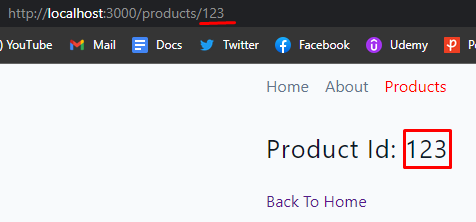 http://localhost:3000/products/123
YouTube Mail Docs Twitter Facebook Udemy
Home About Products
Product Id: 123
Back To Home